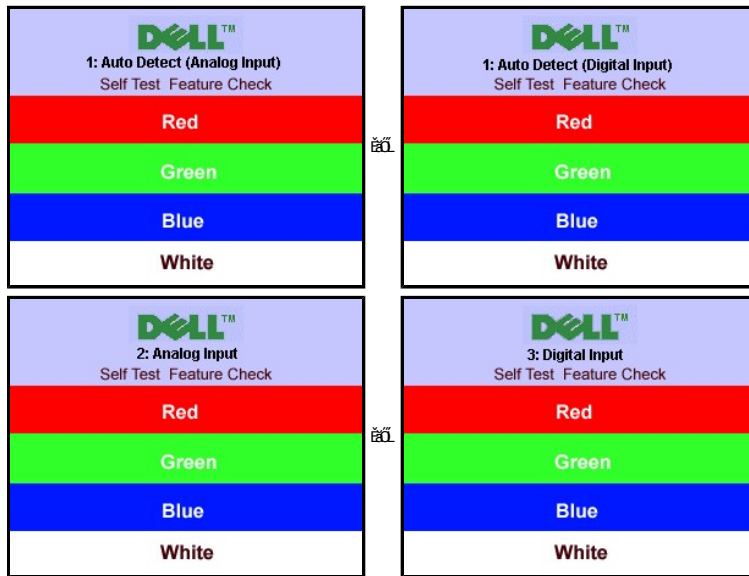 DELL™
1: Auto Detect (Analog Input)
Self Test Feature Check
Red
Green
Blue
White
DELL™
1: Auto Detect (Digital Input)
Self Test Feature Check
Red
Green
Blue
White
DELL™
2: Analog Input
Self Test Feature Check
Red
Green
Blue
White
DELL™
3: Digital Input
Self Test Feature Check
Red
Green
Blue
White